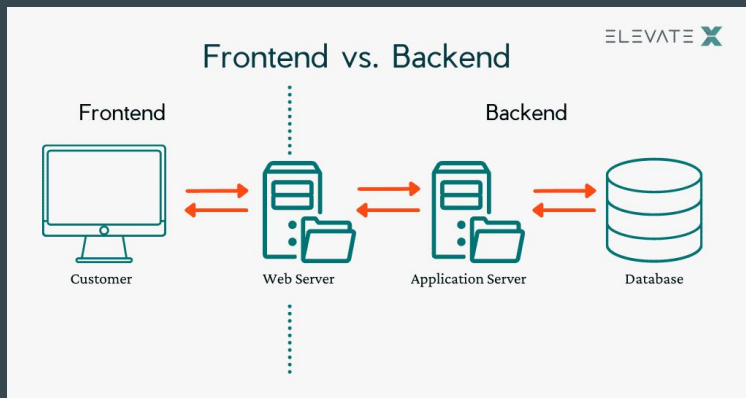 ELEVATE X
Frontend vs. Backend
Frontend
Backend
Customer
Web Server
Application Server
Database